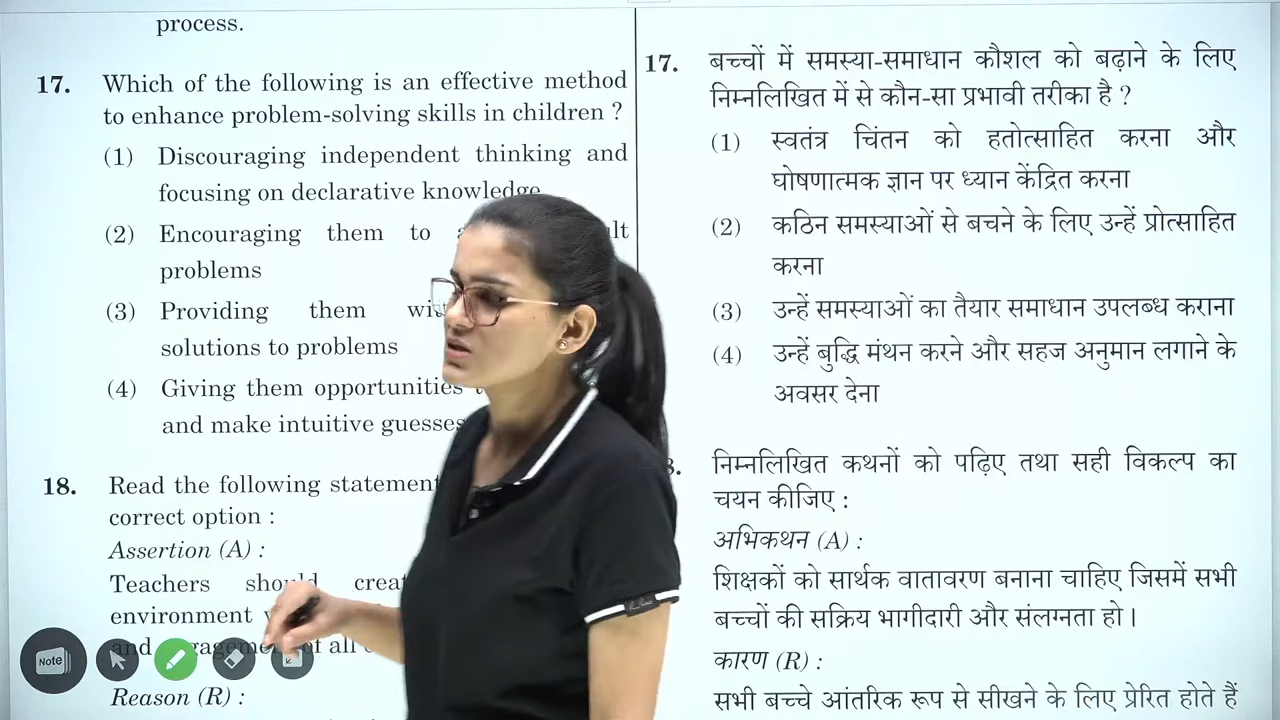 process.
17. Which of the following is an effective method
to enhance problem-solving skills in children ?
(1) Discouraging independent thinking and
focusing on declarative knowledge
(2) Encouraging them to
problems
(3) Providing them
solutions to problems
(4) Giving them opportunities
and make intuitive guesses
18. Read the following
correct option :
Assertion (A) :
Teachers should
environment
and of all
Reason (R) :
17. बच्चों में समस्या-समाधान कौशल को बढ़ाने के लिए
निम्नलिखित में से कौन-सा प्रभावी तरीका है ?
(1) स्वतंत्र चिंतन को हतोत्साहित करना और
घोषणात्मक ज्ञान पर ध्यान केंद्रित करना
(2) कठिन समस्याओं से बचने के लिए उन्हें प्रोत्साहित
करना
(3) उन्हें समस्याओं का तैयार समाधान उपलब्ध कराना
(4) उन्हें बुद्धि मंथन करने और सहज अनुमान लगाने के
अवसर देना
निम्नलिखित कथनों को पढ़िए तथा सही विकल्प का
चयन कीजिए :
अभिकथन (A) :
शिक्षकों को सार्थक वातावरण बनाना चाहिए जिसमें सभी
बच्चों की सक्रिय भागीदारी और संलग्नता हो ।
कारण (R) :
सभी बच्चे आंतरिक रूप से सीखने के लिए प्रेरित होते हैं
Note